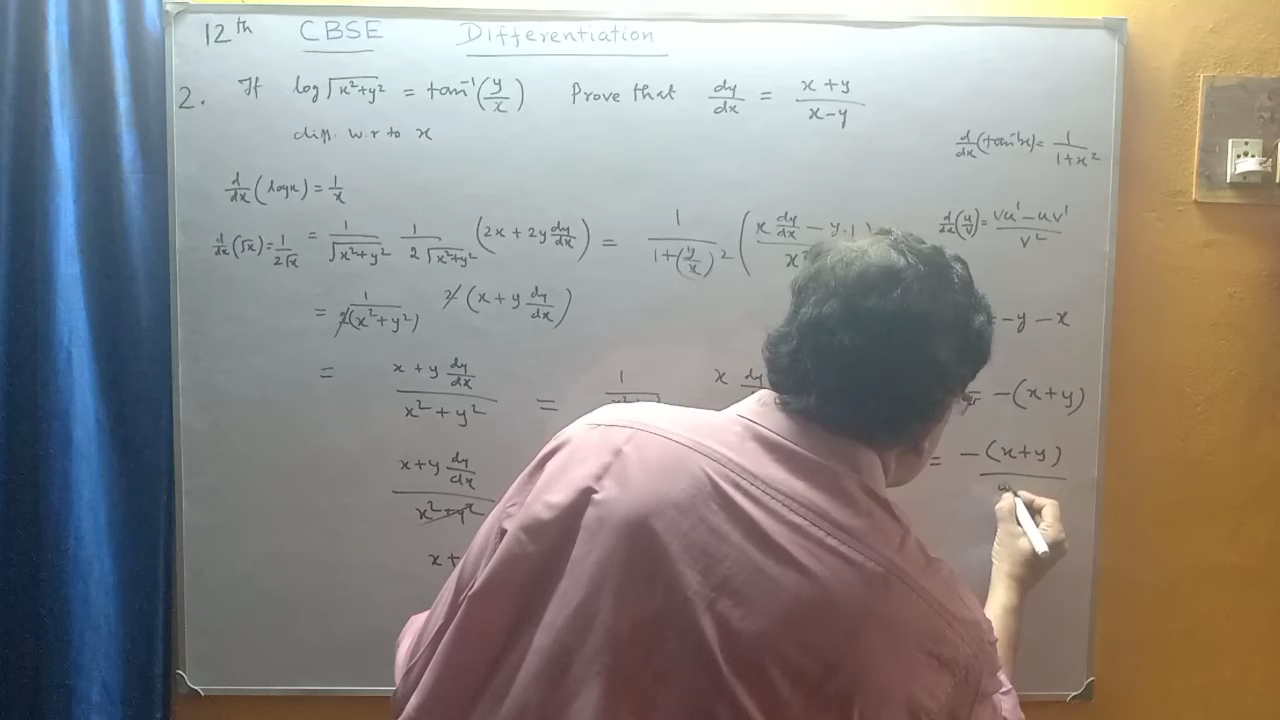 12th CBSE Differentiation
2. If log √x²+y² = tan⁻¹(y/x) Prove that dy/dx = x+y/x-y
diff. w.r to x
d/dx(tan⁻¹x)= 1/1+x²
d/dx(logx) = 1/x
d/dx(√x)=1/2√x = 1/√x²+y² 1/2√x²+y² (2x + 2y dy/dx) = 1/1+(y/x)² (x dy/dx - y.1
d/dx(u/v)= vu'-uv'/v²
= 1/2(x²+y²) 2(x + y dy/dx)
= -y - x
= x + y dy/dx / x²+y² = 1 x
- (x+y)
x+y dy/dx / x²+y²
= -(x+y)
x+